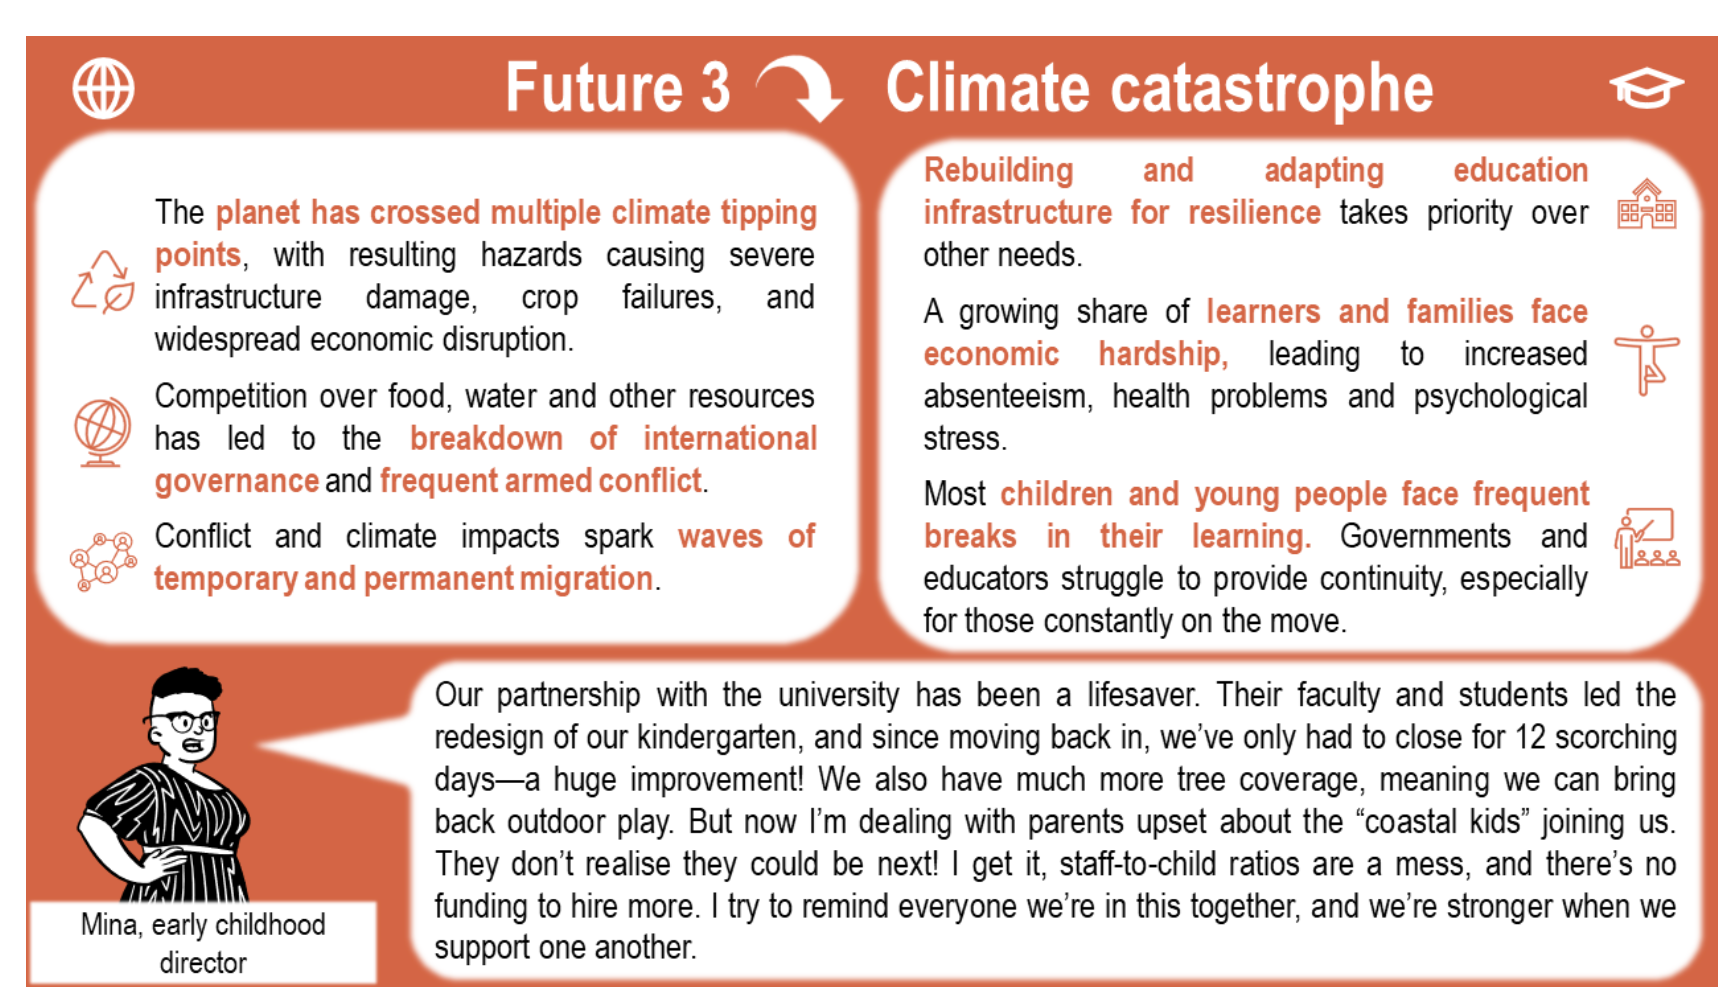 Future 3
Climate catastrophe
The planet has crossed multiple climate tipping
points, with resulting hazards causing severe
infrastructure damage, crop failures, and
widespread economic disruption.
Competition over food, water and other resources
has led to the breakdown of international
governance and frequent armed conflict.
Conflict and climate impacts spark waves of
temporary and permanent migration.
Rebuilding and adapting education
infrastructure for resilience takes priority over
other needs.
A growing share of learners and families face
economic hardship, leading to increased
absenteeism, health problems and psychological
stress.
Most children and young people face frequent
breaks in their learning. Governments and
educators struggle to provide continuity, especially
for those constantly on the move.
Our partnership with the university has been a lifesaver. Their faculty and students led the
redesign of our kindergarten, and since moving back in, we’ve only had to close for 12 scorching
days—a huge improvement! We also have much more tree coverage, meaning we can bring
back outdoor play. But now I’m dealing with parents upset about the “coastal kids” joining us.
They don’t realise they could be next! I get it, staff-to-child ratios are a mess, and there’s no
funding to hire more. I try to remind everyone we’re in this together, and we’re stronger when we
support one another.
Mina, early childhood
director